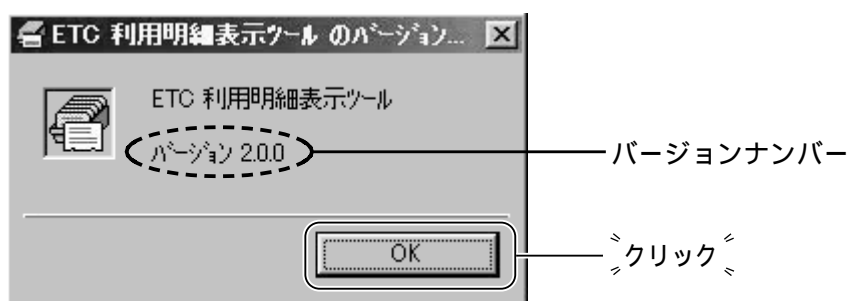 ETC 利用明細表示ツール のバージョン...
ETC 利用明細表示ツール
バージョン 2.0.0
バージョンナンバー
OK
クリック